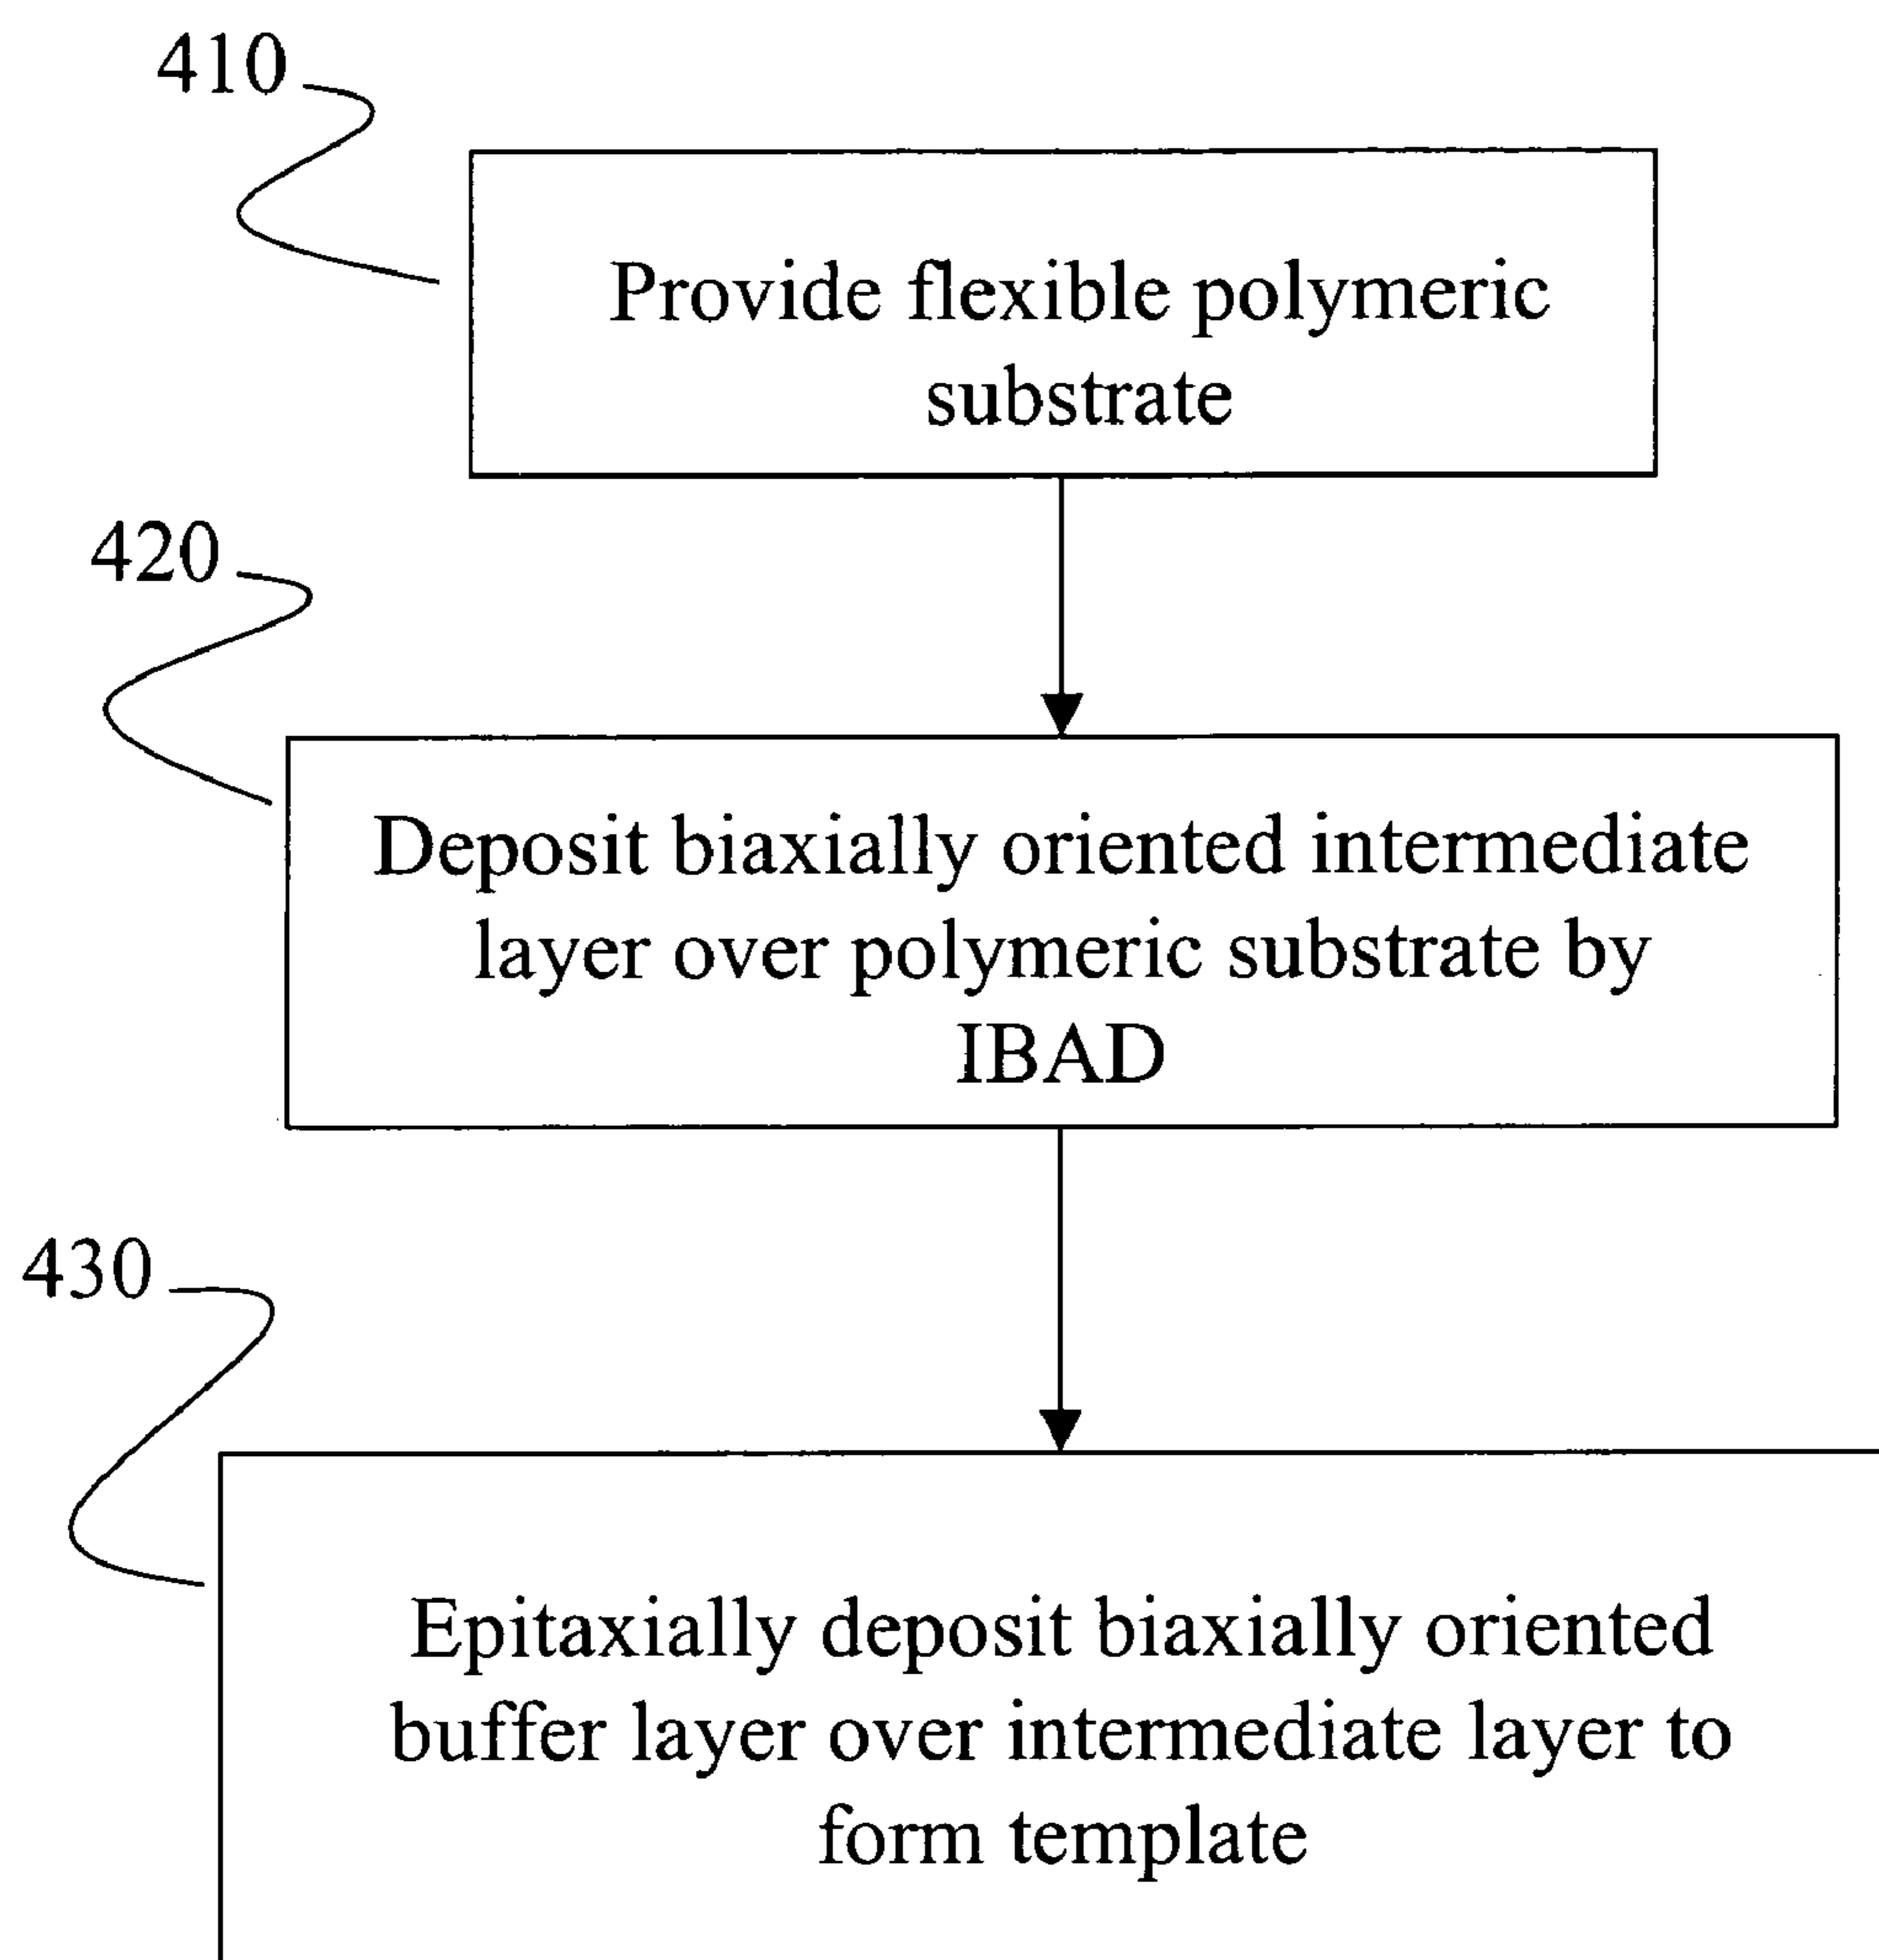 410
Provide flexible polymeric
substrate
420
Deposit biaxially oriented intermediate
layer over polymeric substrate by
IBAD
430
Epitaxially deposit biaxially oriented
buffer layer over intermediate layer to
form template